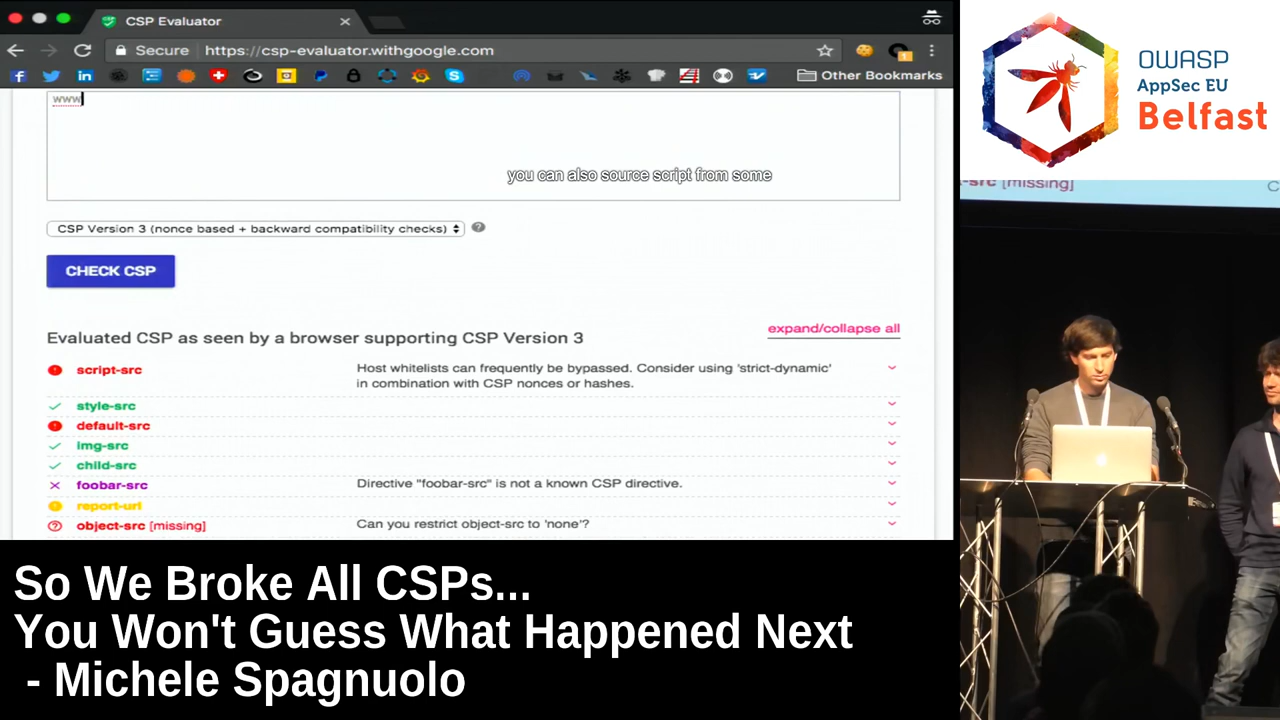 CSP Evaluator
Secure
https://csp-evaluator.withgoogle.com
Other Bookmarks
www
you can also source script from some
CSP Version 3 (nonce based + backward compatibility checks)
CHECK CSP
Evaluated CSP as seen by a browser supporting CSP Version 3
expand/collapse all
script-src
Host whitelists can frequently be bypassed. Consider using 'strict-dynamic'
in combination with CSP nonces or hashes.
style-src
default-src
img-src
child-src
foobar-src
Directive "foobar-src" is not a known CSP directive.
report-uri
object-src [missing]
Can you restrict object-src to 'none'?
OWASP
AppSec EU
Belfast
[missing]
So We Broke All CSPs...
You Won't Guess What Happened Next
- Michele Spagnuolo